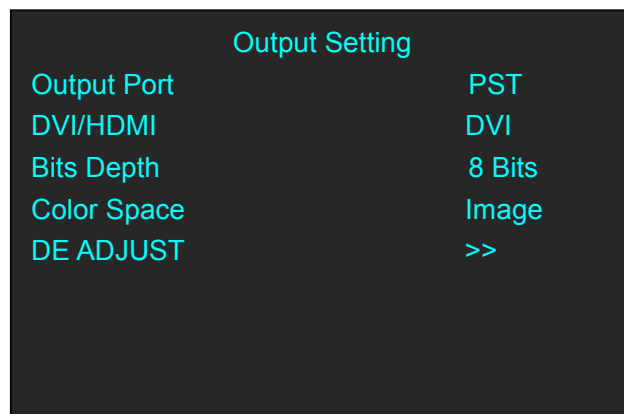 Output Setting
Output Port PST
DVI/HDMI DVI
Bits Depth 8 Bits
Color Space Image
DE ADJUST >>